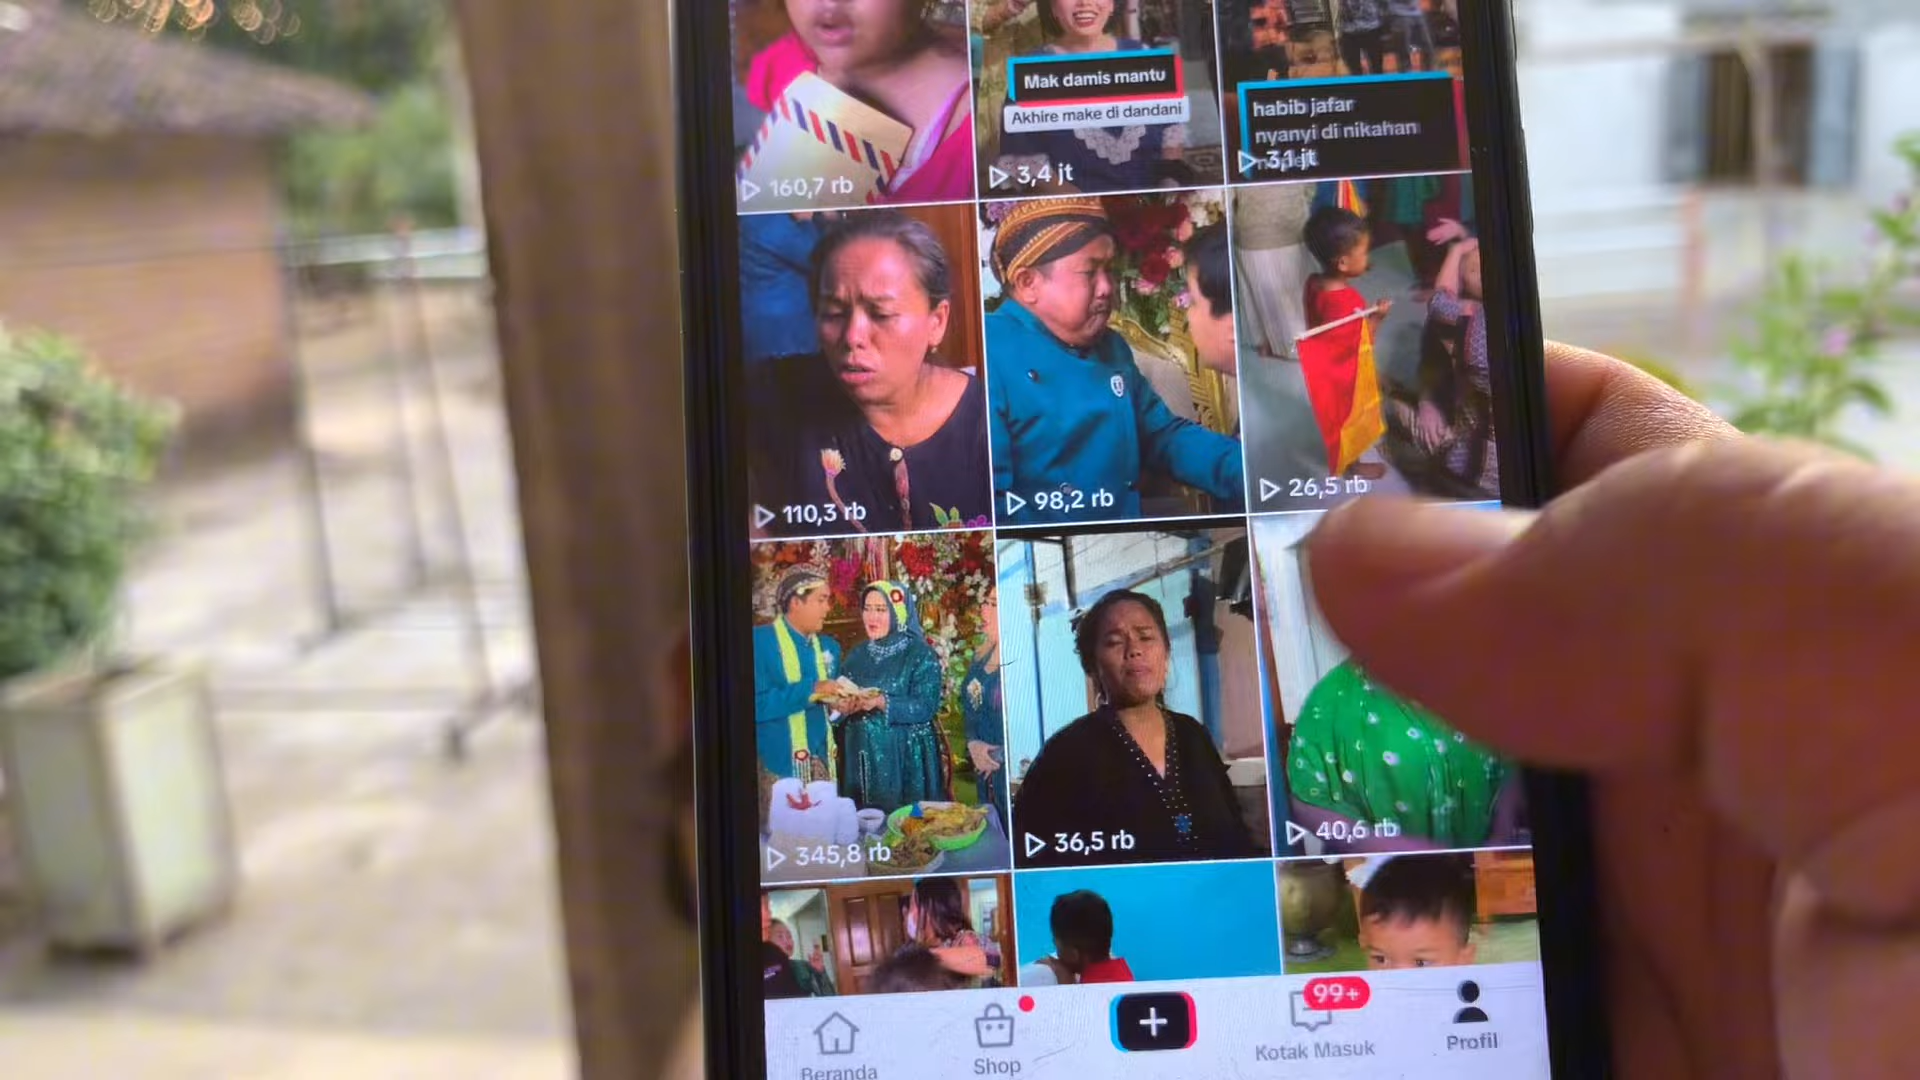 Mak damis mantu
Akhire make di dandani
habib jafar
nyanyi di nikahan
160,7 rb
3,4 jt
3,1 jt
110,3 rb
98,2 rb
26,5 rb
345,8 rb
36,5 rb
40,6 rb
99+
Beranda
Shop
Kotak Masuk
Profil